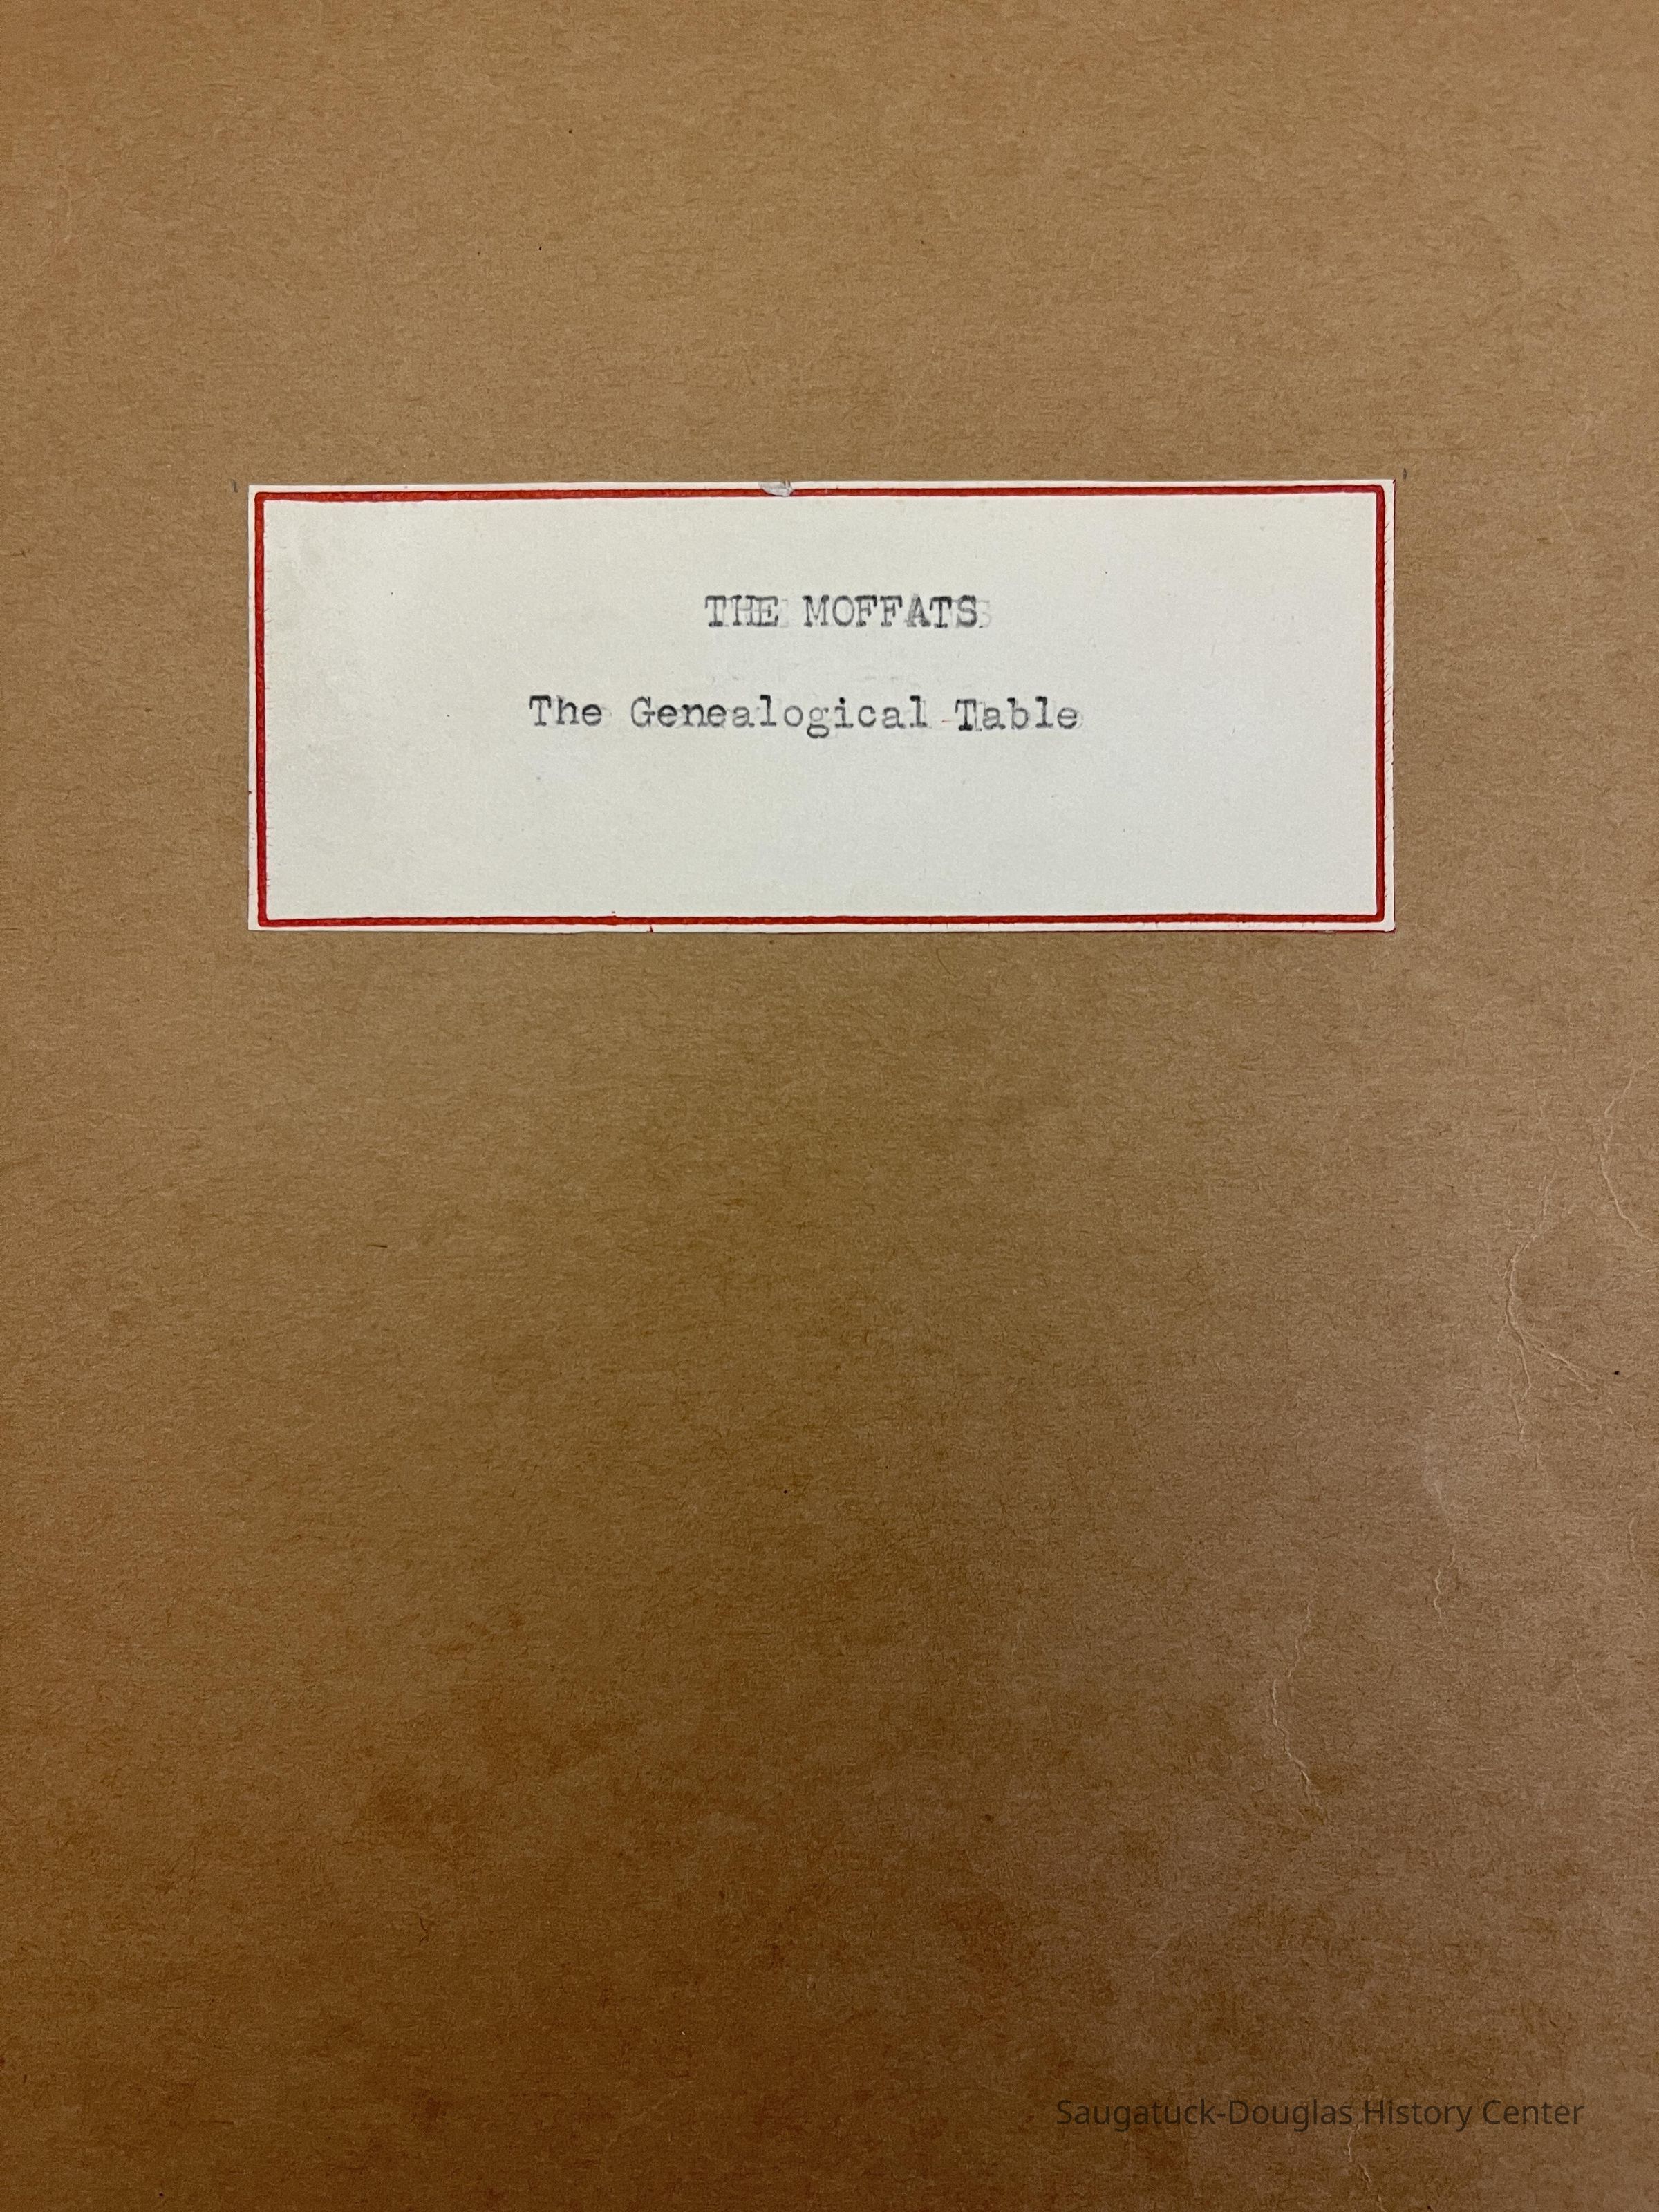 THE MOFFATS
The Genealogical Table
Saugatuck-Douglas History Center